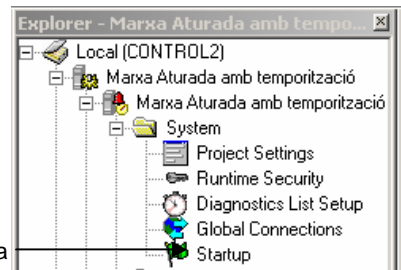 Explorer - Marxa Aturada amb tempo...
Local (CONTROL2)
Marxa Aturada amb temporització
Marxa Aturada amb temporització
System
Project Settings
Runtime Security
Diagnostics List Setup
Global Connections
a
Startup